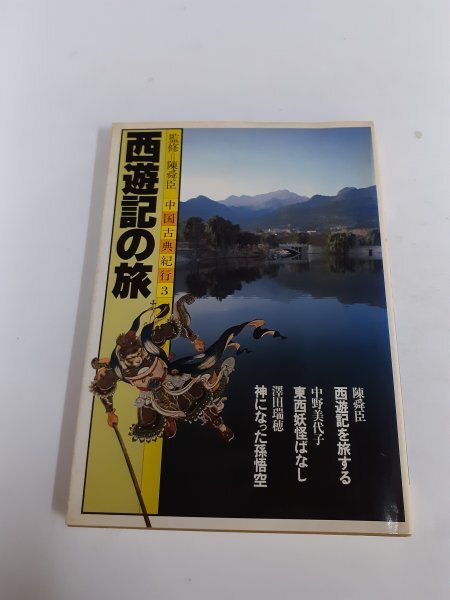 西遊記の旅
監修=陳舜臣
中国古典紀行3
陳舜臣
西遊記を旅する
中野美代子
東西妖怪ばなし
澤田瑞穂
神になった孫悟空